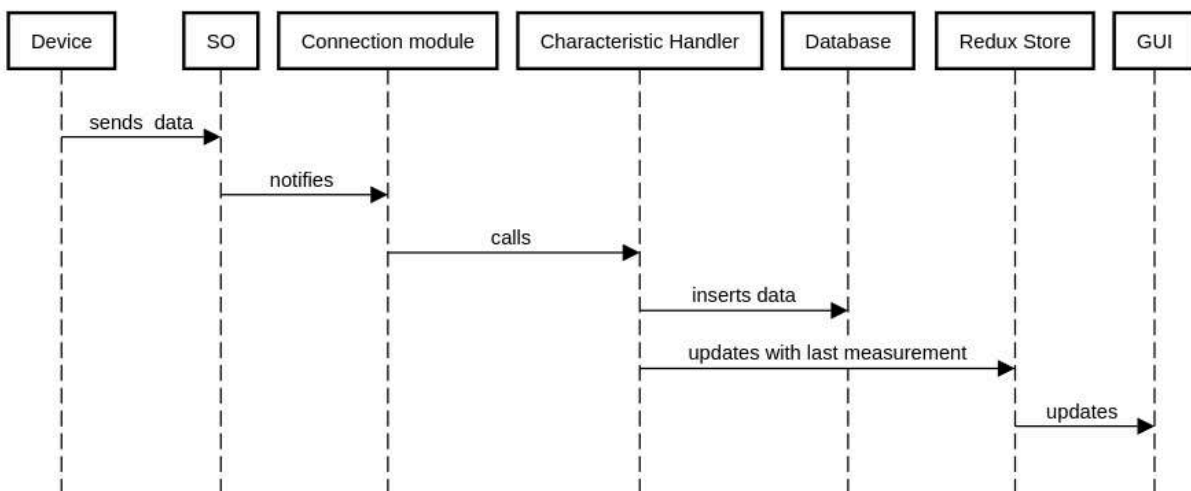 Device
SO
Connection module
Characteristic Handler
Database
Redux Store
GUI
sends  data
notifies
calls
inserts data
updates with last measurement
updates